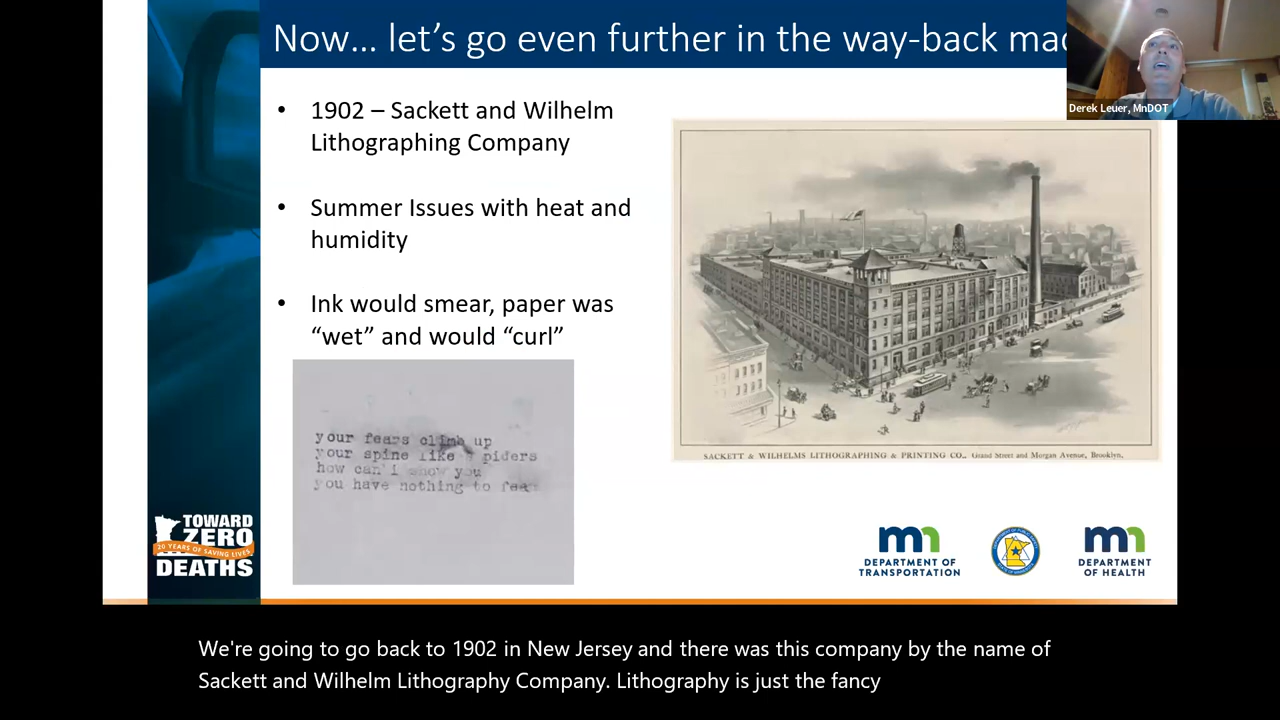 Now... let's go even further in the way-back
Derek Leuer, MnDOT
• 1902 – Sackett and Wilhelm
Lithographing Company
• Summer Issues with heat and
humidity
• Ink would smear, paper was
“wet” and would “curl”
your fears climb up
your spine like piders
how can i show you
you have nothing to
SACKETT & WILHELMS LITHOGRAPHING & PRINTING CO., Grand Street and Morgan Avenue, Brooklyn,
TOWARD
ZERO
20 YEARS OF SAVING LIVES
DEATHS
mn
DEPARTMENT OF
TRANSPORTATION
mn
DEPARTMENT
OF HEALTH
We're going to go back to 1902 in New Jersey and there was this company by the name of
Sackett and Wilhelm Lithography Company. Lithography is just the fancy